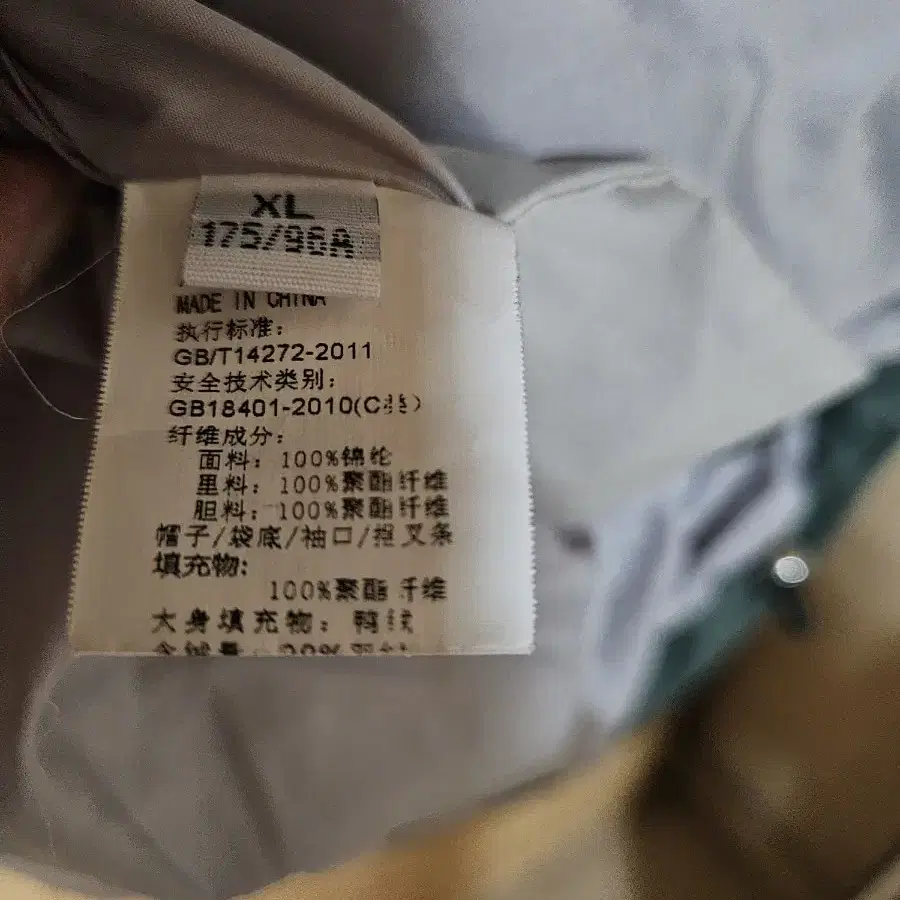 XL
175/96A
MADE IN CHINA
执行标准：
GB/T14272-2011
安全技术类别：
GB18401-2010(C类)
纤维成分：
面料：100%锦纶
里料：100%聚酯纤维
胆料：100%聚酯纤维
帽子/袋底/袖口/
填充物:
100%聚酯纤维
大身填充物：鸭绒